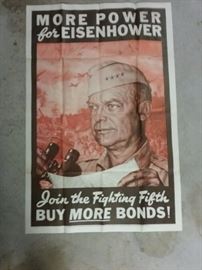 MORE POWER
for EISENHOWER
Join the Fighting Fifth
BUY MORE BONDS!